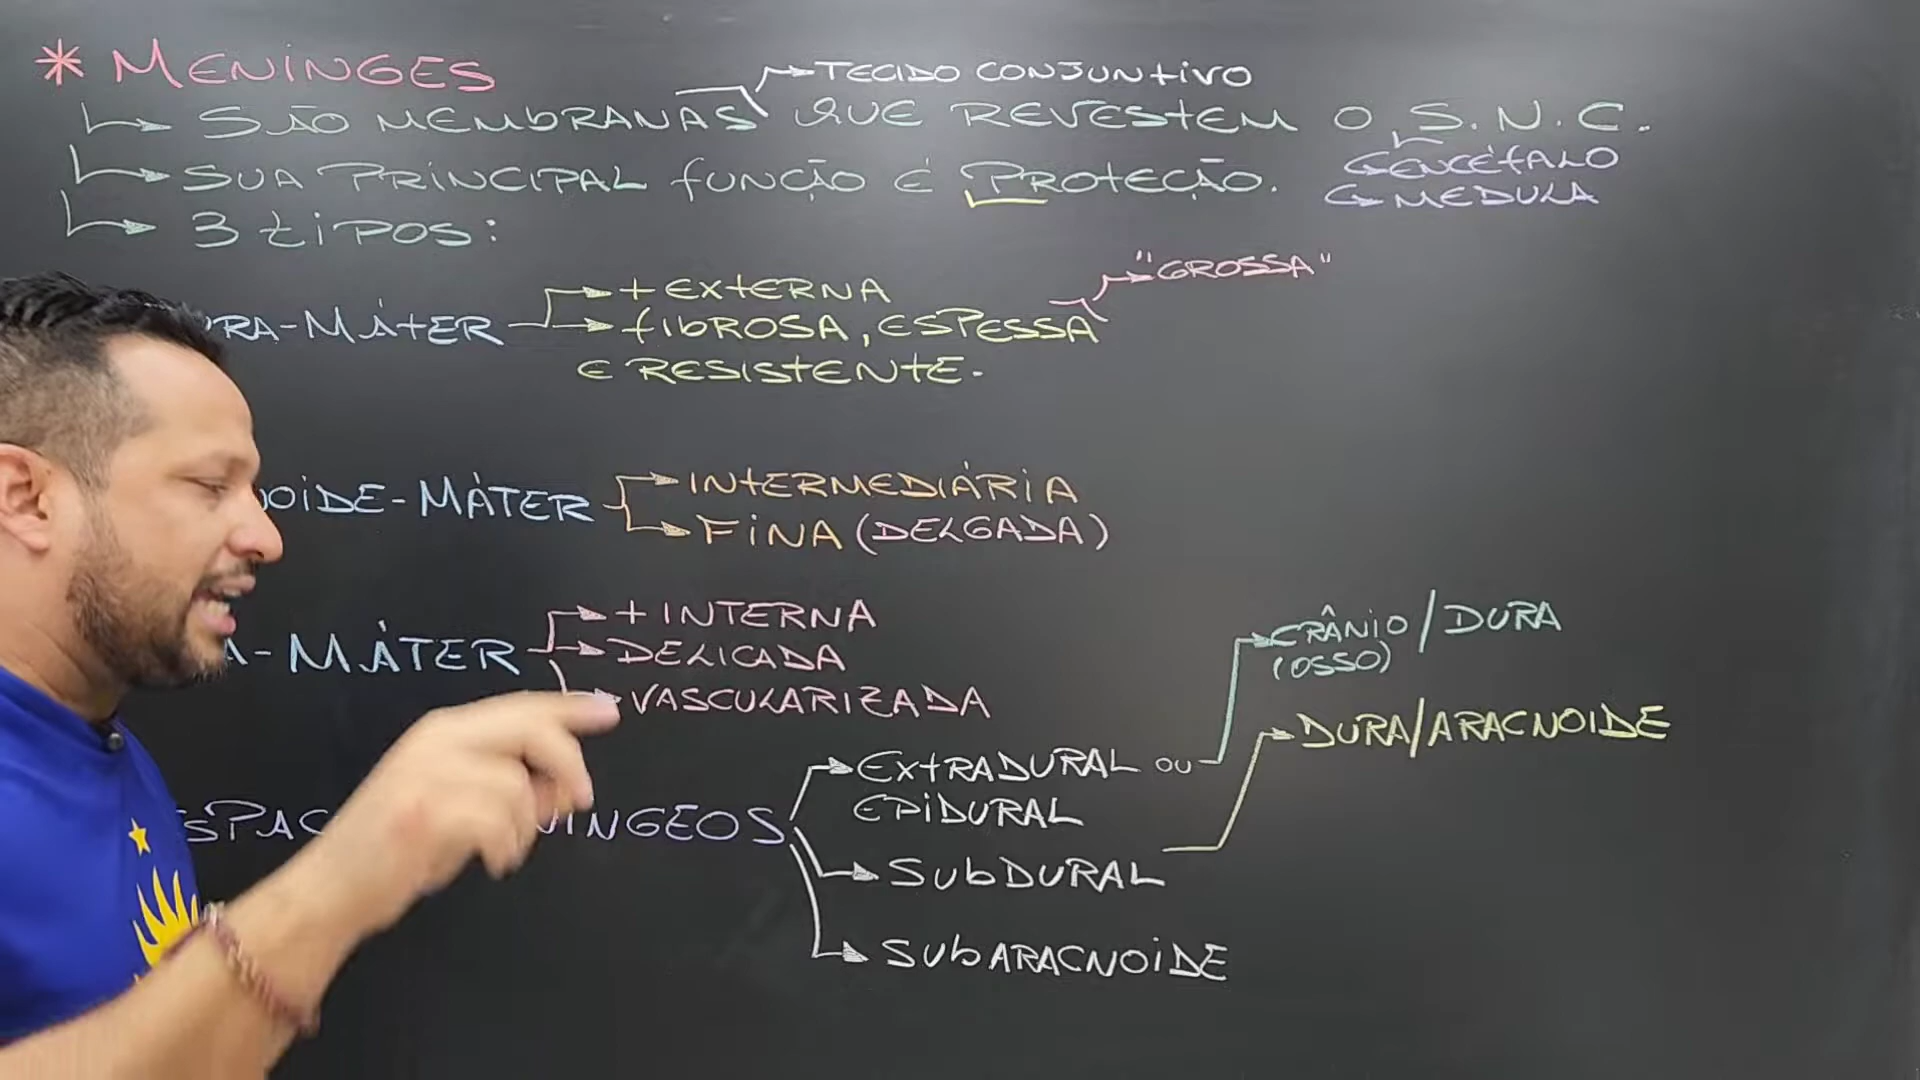 * MENINGES
TECIDO CONJUNTIVO
SÃO MEMBRANAS QUE REVESTEM O S.N.C.
ENCÉFALO
SUA PRINCIPAL FUNÇÃO É PROTEÇÃO.
MEDULA
3 tiPOS:
"GROSSA"
RA-MÁTER
+ EXTERNA
fibROSA, ESPESSA
E RESISTENTE.
OIDE-MÁTER
INTERMEDIÁRIA
FINA (DELGADA)
- MÁTER
+ INTERNA
DELICADA
VASCULARIZADA
CRÂNIO / DURA
(OSSO)
DURA/ARACNOIDE
SPAÇ NINGEOS
EXTRADURAL OU
EPIDURAL
SubDURAL
SubARACNOIDE